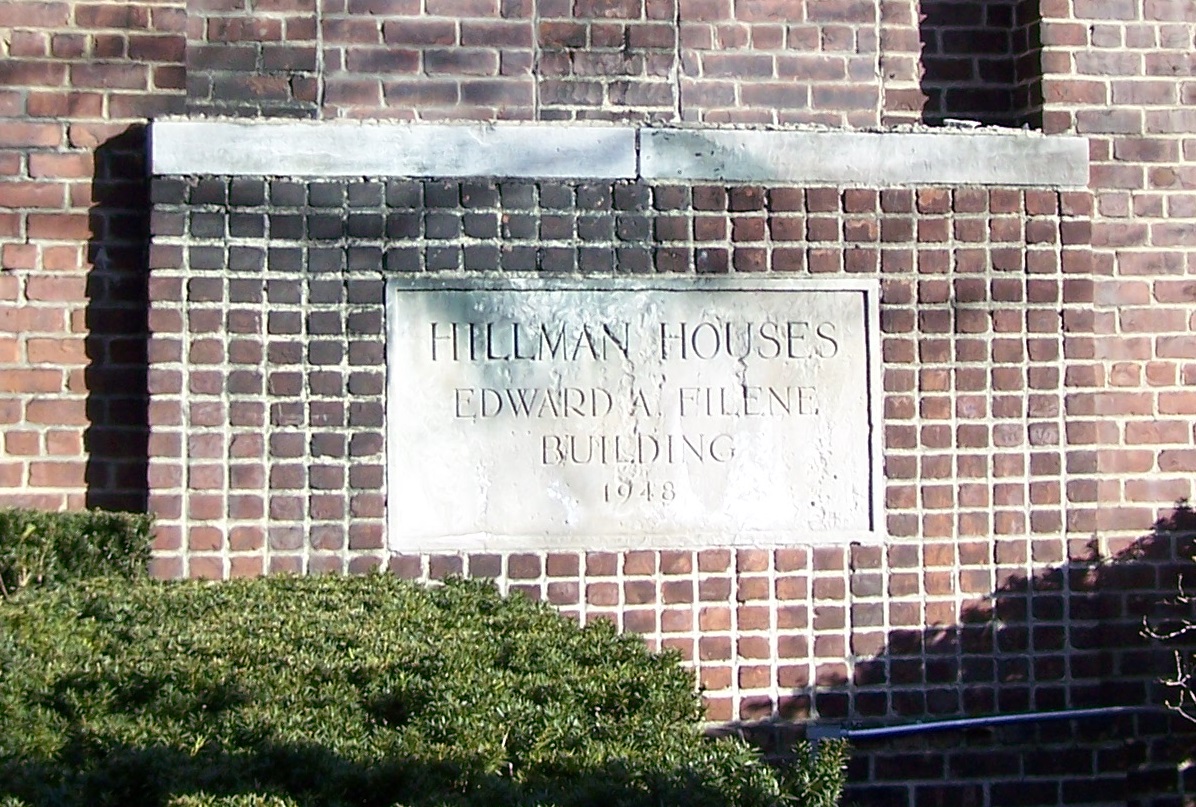 HILLMAN HOUSES
EDWARD A. FILENE
BUILDING
1948